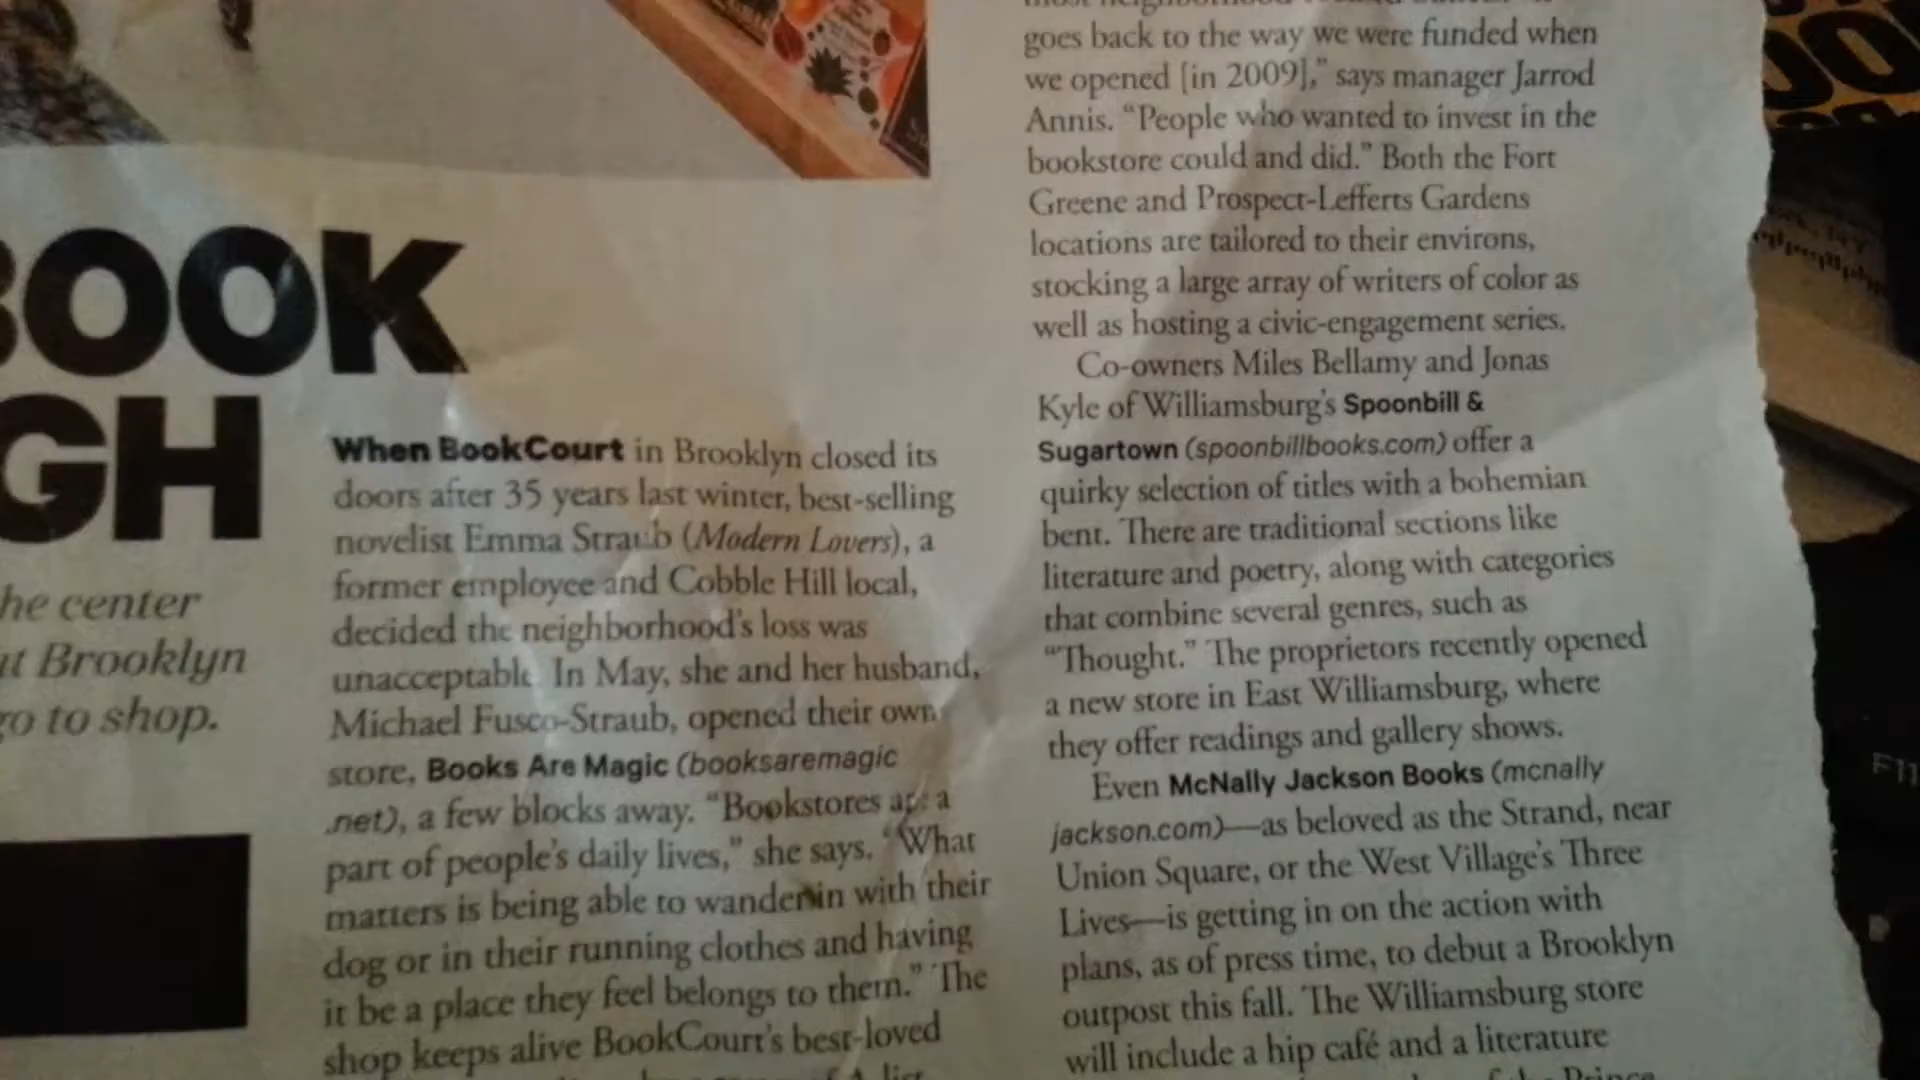 BOOK
GH
he center
ut Brooklyn
go to shop.
When BookCourt in Brooklyn closed its
doors after 35 years last winter, best-selling
novelist Emma Straub (Modern Lovers), a
former employee and Cobble Hill local,
decided the neighborhood's loss was
unacceptable. In May, she and her husband,
Michael Fusco-Straub, opened their own
store, Books Are Magic (booksaremagic
.net), a few blocks away. “Bookstores are a
part of people's daily lives,” she says. “What
matters is being able to wander in with their
dog or in their running clothes and having
it be a place they feel belongs to them.” The
shop keeps alive BookCourt's best-loved
A-list
goes back to the way we were funded when
we opened [in 2009],” says manager Jarrod
Annis. “People who wanted to invest in the
bookstore could and did.” Both the Fort
Greene and Prospect-Lefferts Gardens
locations are tailored to their environs,
stocking a large array of writers of color as
well as hosting a civic-engagement series.
Co-owners Miles Bellamy and Jonas
Kyle of Williamsburg's Spoonbill &
Sugartown (spoonbillbooks.com) offer a
quirky selection of titles with a bohemian
bent. There are traditional sections like
literature and poetry, along with categories
that combine several genres, such as
“Thought.” The proprietors recently opened
a new store in East Williamsburg, where
they offer readings and gallery shows.
Even McNally Jackson Books (mcnally
jackson.com)—as beloved as the Strand, near
Union Square, or the West Village's Three
Lives—is getting in on the action with
plans, as of press time, to debut a Brooklyn
outpost this fall. The Williamsburg store
will include a hip café and a literature
of the Prince
F11